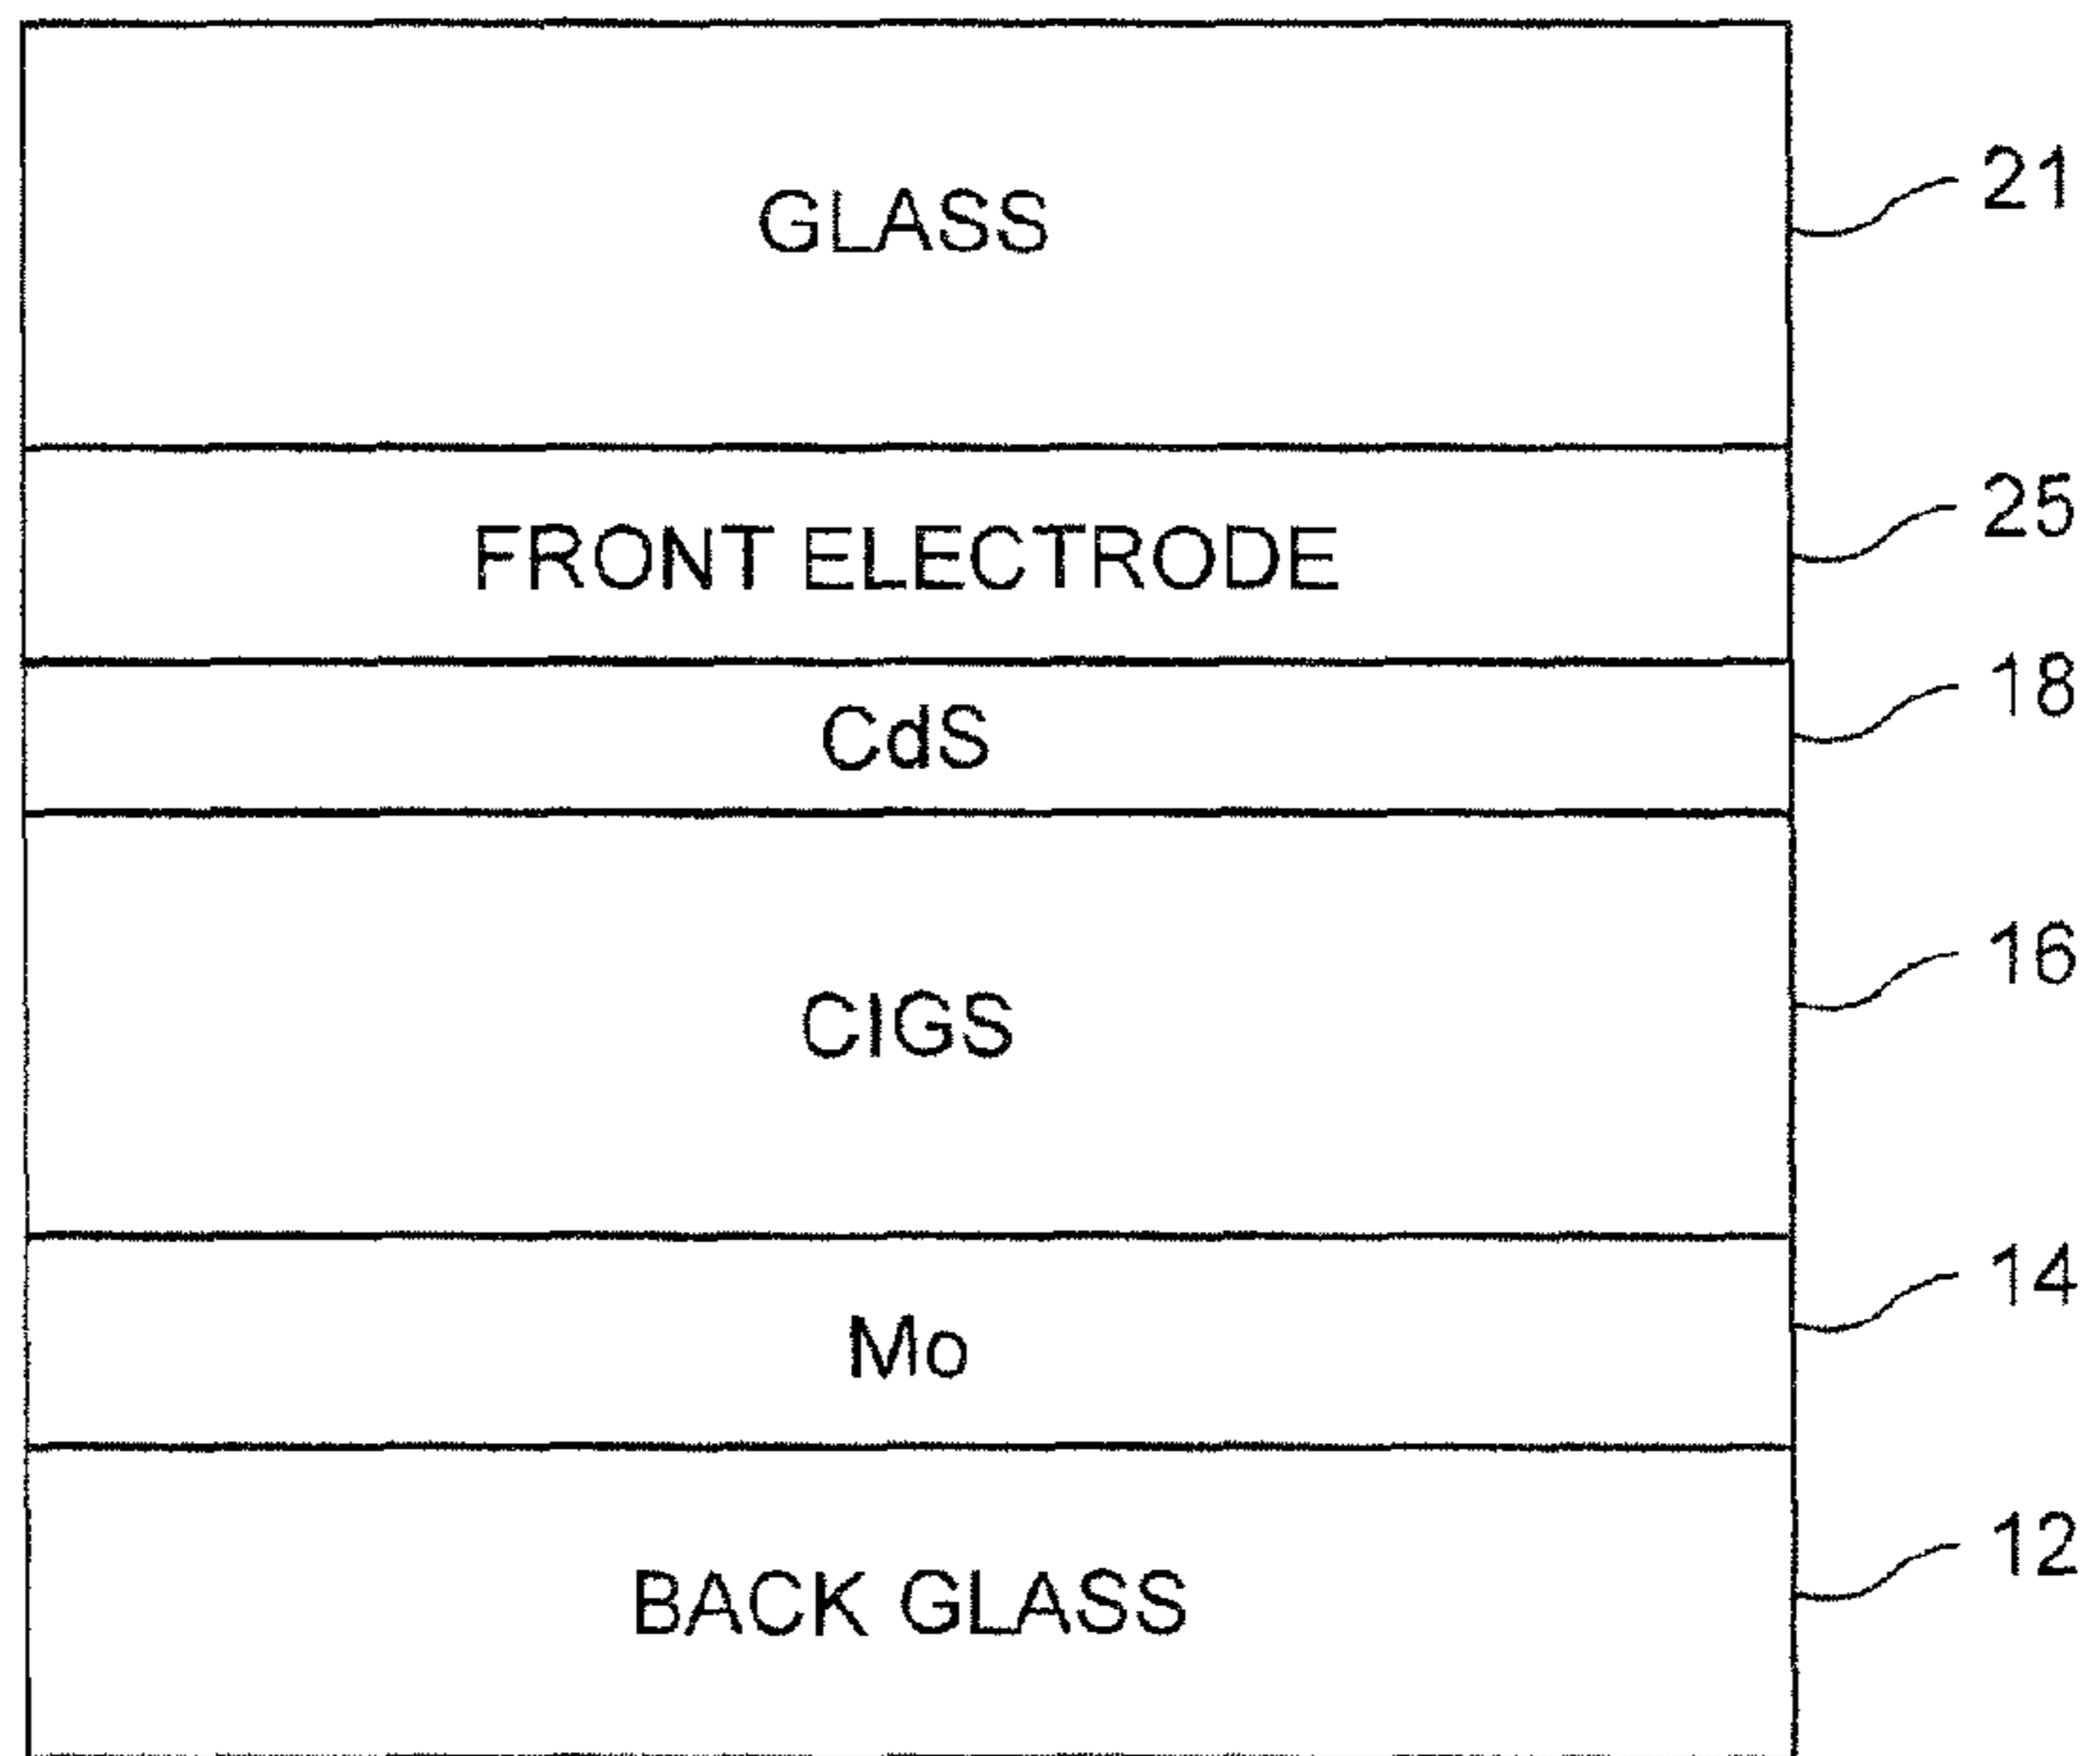 GLASS
21
FRONT ELECTRODE
25
CdS
18
CIGS
16
Mo
14
BACK GLASS
12